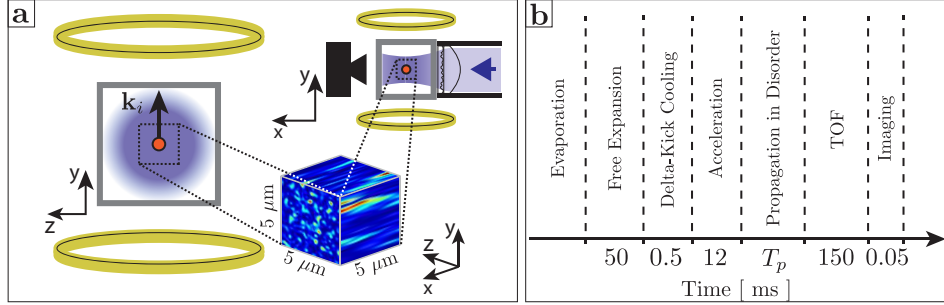 a
k_i
y
z
y
x
5 μm
5 μm
5 μm
y
z
x
b
Evaporation
Free Expansion
Delta-Kick Cooling
Acceleration
Propagation in Disorder
TOF
Imaging
50 0.5 12 T_p 150 0.05
Time [ ms ]